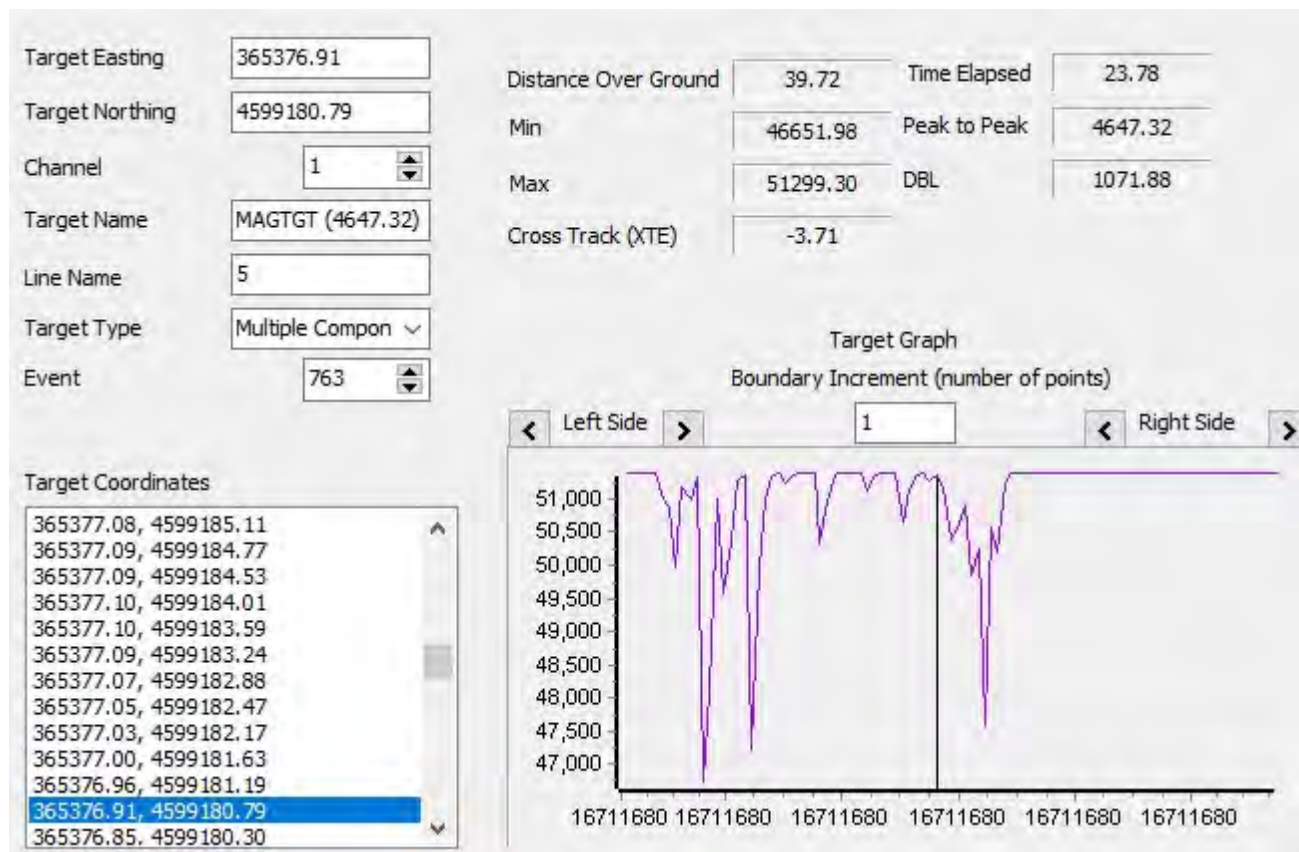 Target Easting 365376.91
Target Northing 4599180.79
Channel 1
Target Name MAGTGT (4647.32)
Line Name 5
Target Type Multiple Compon
Event 763
Distance Over Ground 39.72 Time Elapsed 23.78
Min 46651.98 Peak to Peak 4647.32
Max 51299.30 DBL 1071.88
Cross Track (XTE) -3.71
Target Graph
Boundary Increment (number of points)
< Left Side > 1 < Right Side >
Target Coordinates
365377.08, 4599185.11
365377.09, 4599184.77
365377.09, 4599184.53
365377.10, 4599184.01
365377.10, 4599183.59
365377.09, 4599183.24
365377.07, 4599182.88
365377.05, 4599182.47
365377.03, 4599182.17
365377.00, 4599181.63
365376.96, 4599181.19
365376.91, 4599180.79
365376.85, 4599180.30
51,000
50,500
50,000
49,500
49,000
48,500
48,000
47,500
47,000
16711680 16711680 16711680 16711680 16711680 16711680